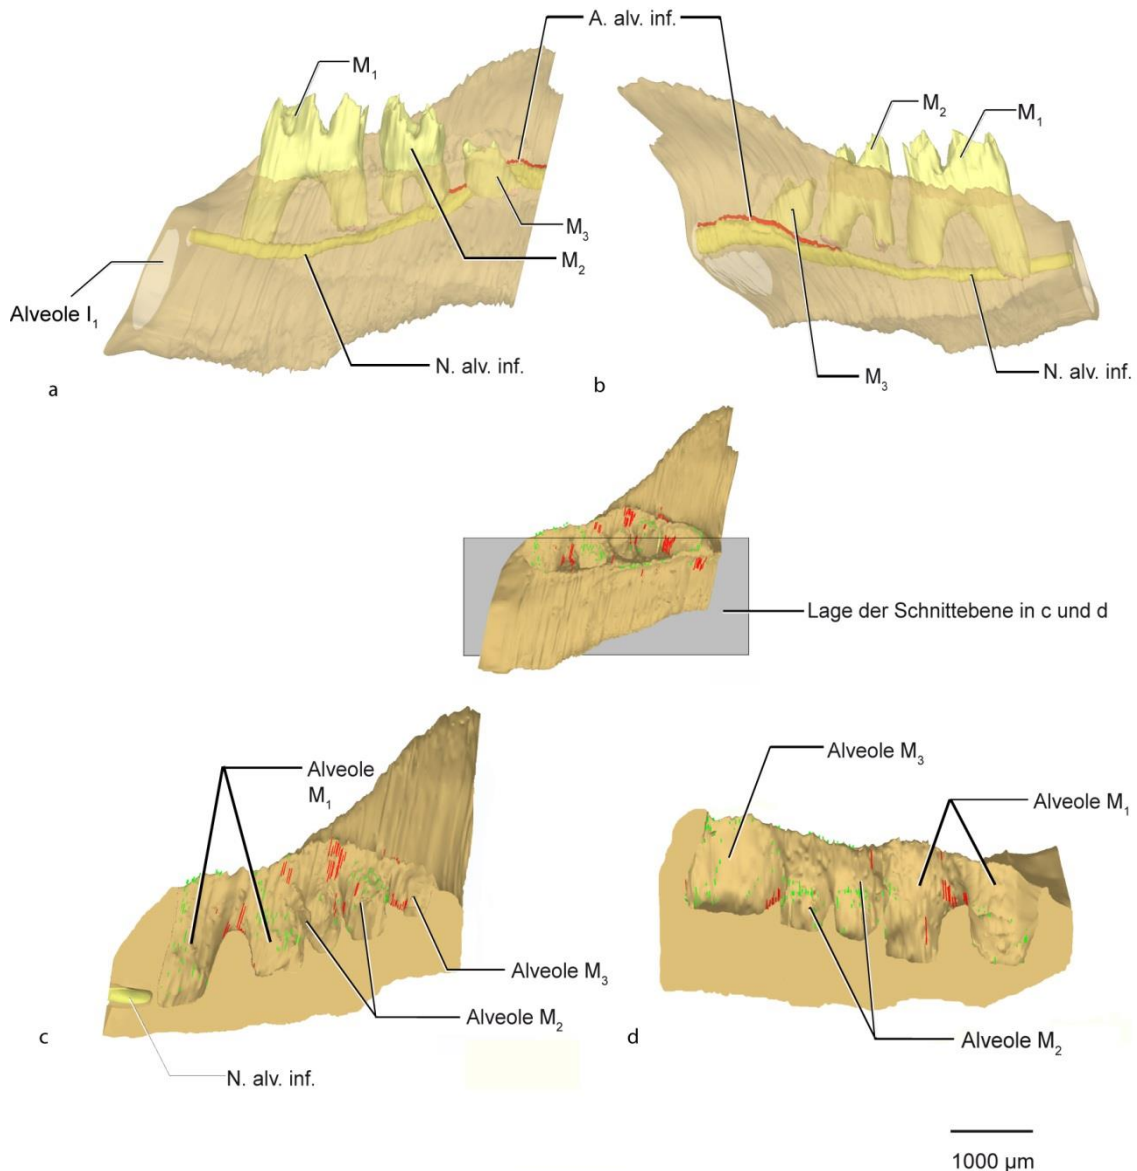 A. alv. inf.
M₁
M₂
M₁
M₃
M₂
Alveole I₁
N. alv. inf.
a
M₃
N. alv. inf.
b
Lage der Schnittebene in c und d
Alveole
M₁
Alveole M₃
Alveole M₂
N. alv. inf.
c
Alveole M₃
Alveole M₁
Alveole M₂
d
1000 µm